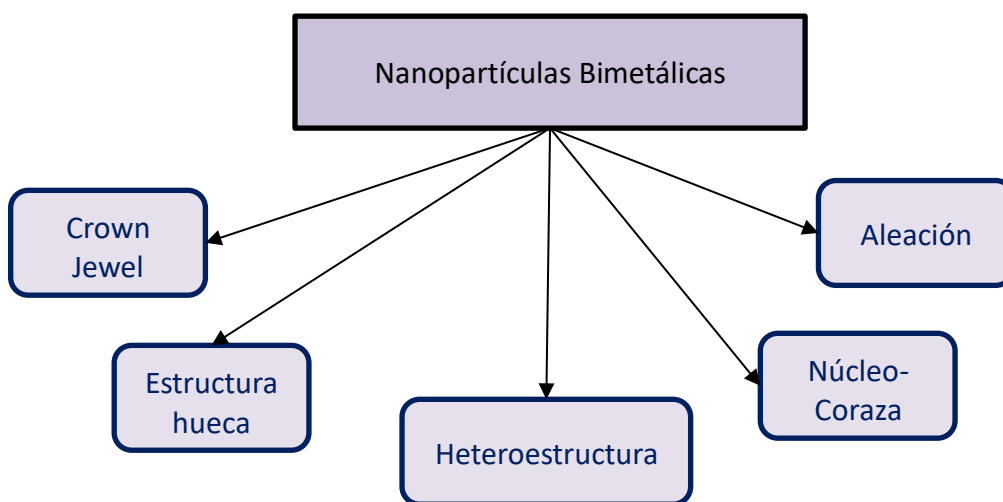 Nanopartículas Bimetálicas
Crown
Jewel
Aleación
Estructura
hueca
Núcleo-
Coraza
Heteroestructura